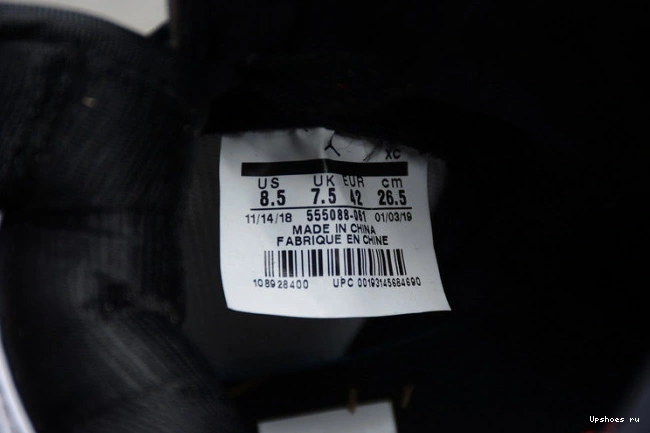 XC
US UK EUR cm
8.5 7.5 42 26.5
11/14/18 555088-081 01/03/19
MADE IN CHINA
FABRIQUE EN CHINE
108928400 UPC 00193145684690
Upshoes ru